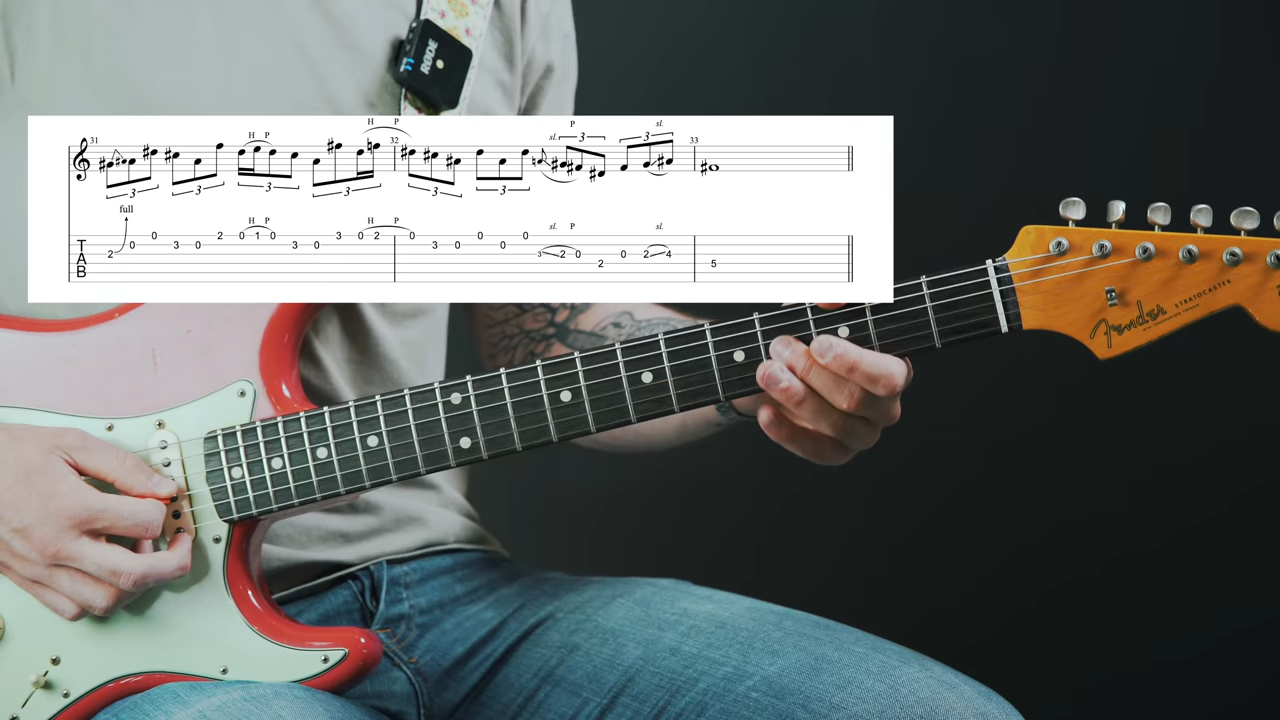 RØDE
H P
H P
sl. P
3
sl.
3
31
32
33
3 3 3 3 3 3
full
H P
H P
sl. P
sl.
0 2 0 1 0 3 0 2 0 0 0 0
3 0 3 0 3 0 0
T 2 0 3 2 0 0 2 4
A 2 5
B
Fender
STRATOCASTER